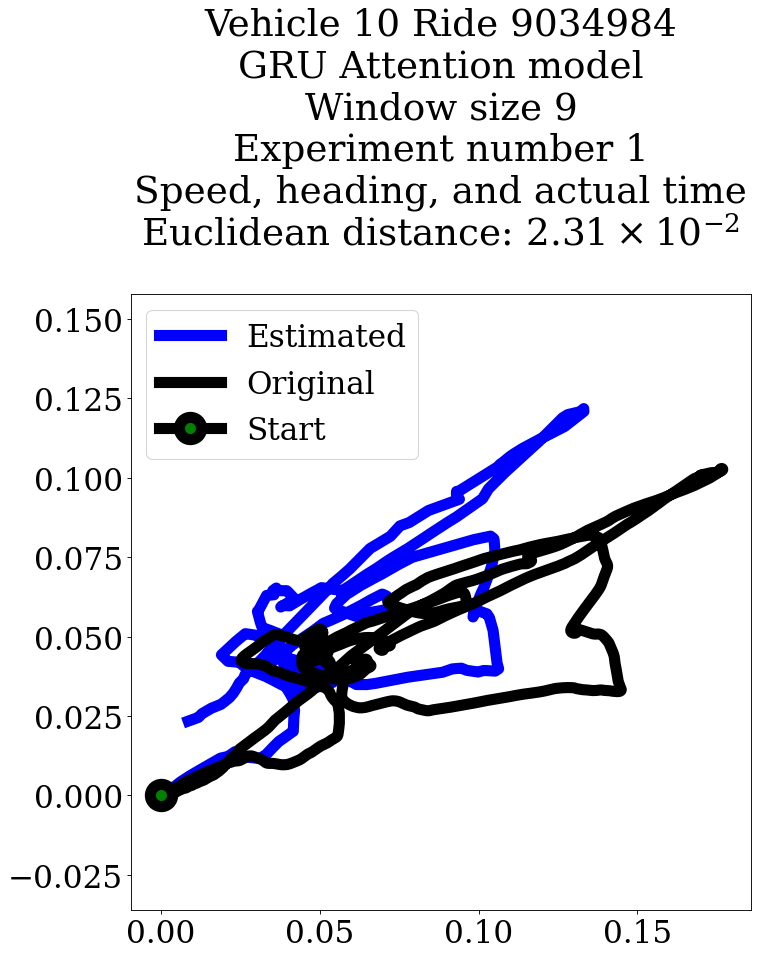 Vehicle 10 Ride 9034984
GRU Attention model
Window size 9
Experiment number 1
Speed, heading, and actual time
Euclidean distance: 2.31 × 10⁻²
0.150
0.125
0.100
0.075
0.050
0.025
0.000
−0.025
Estimated
Original
Start
0.00 0.05 0.10 0.15